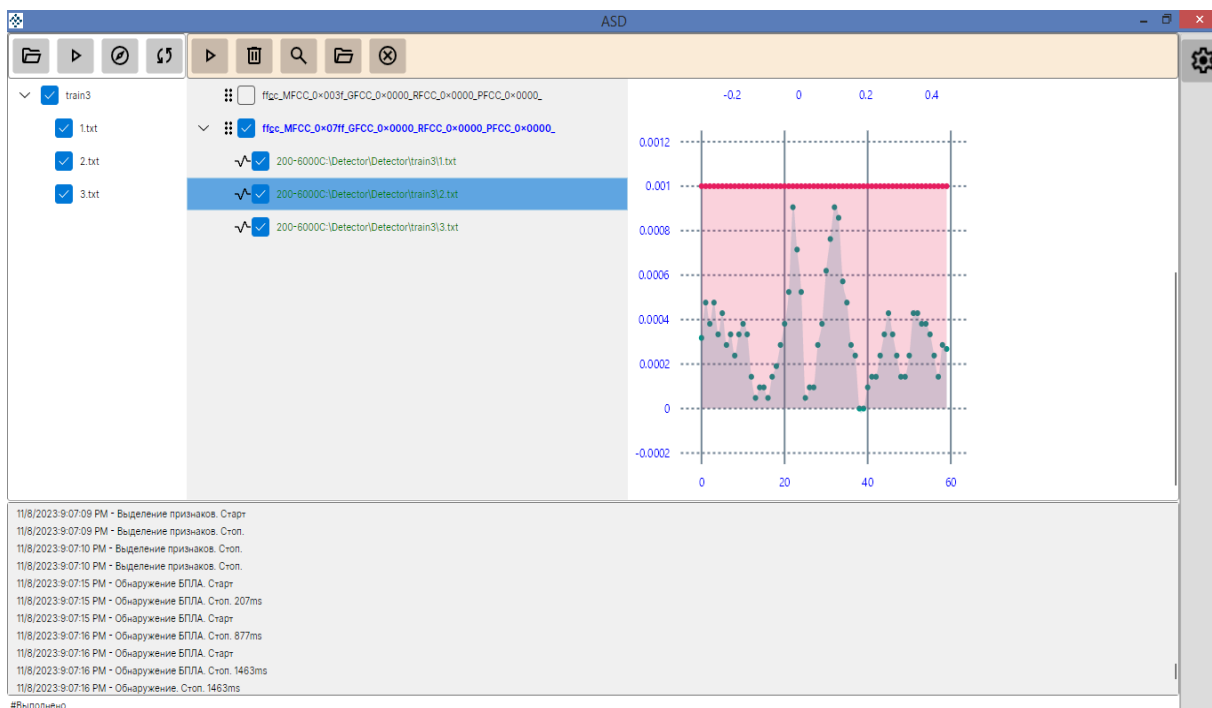 ASD
train3
1.txt
2.txt
3.txt
ffcc_MFCC_0×003f_GFCC_0×0000_RFCC_0×0000_PFCC_0×0000_
ffcc_MFCC_0×07ff_GFCC_0×0000_RFCC_0×0000_PFCC_0×0000_
200-6000C:\Detector\Detector\train3\1.txt
200-6000C:\Detector\Detector\train3\2.txt
200-6000C:\Detector\Detector\train3\3.txt
-0.2 0 0.2 0.4
0.0012
0.001
0.0008
0.0006
0.0004
0.0002
0
-0.0002
0 20 40 60
11/8/2023:9:07:09 PM - Выделение признаков. Старт
11/8/2023:9:07:09 PM - Выделение признаков. Стоп.
11/8/2023:9:07:10 PM - Выделение признаков. Стоп.
11/8/2023:9:07:10 PM - Выделение признаков. Стоп.
11/8/2023:9:07:15 PM - Обнаружение БПЛА. Старт
11/8/2023:9:07:15 PM - Обнаружение БПЛА. Стоп. 207ms
11/8/2023:9:07:15 PM - Обнаружение БПЛА. Старт
11/8/2023:9:07:16 PM - Обнаружение БПЛА. Стоп. 877ms
11/8/2023:9:07:16 PM - Обнаружение БПЛА. Старт
11/8/2023:9:07:16 PM - Обнаружение БПЛА. Стоп. 1463ms
11/8/2023:9:07:16 PM - Обнаружение. Стоп. 1463ms
#Выполнено